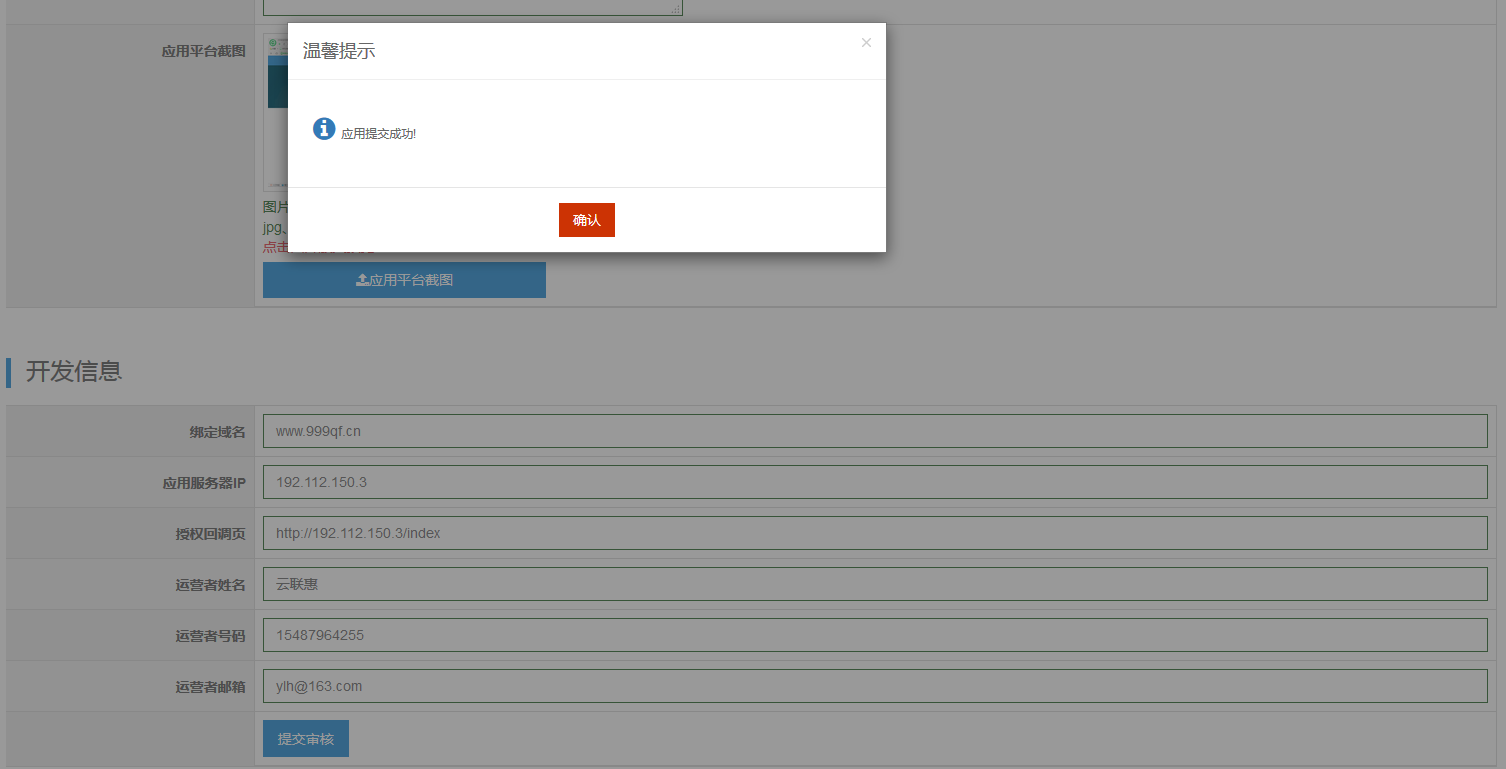 温馨提示
×
应用平台截图
应用提交成功!
确认
图片
jpg、
点击
应用平台截图
开发信息
绑定域名 www.999qf.cn
应用服务器IP 192.112.150.3
授权回调页 http://192.112.150.3/index
运营者姓名 云联惠
运营者号码 15487964255
运营者邮箱 ylh@163.com
提交审核